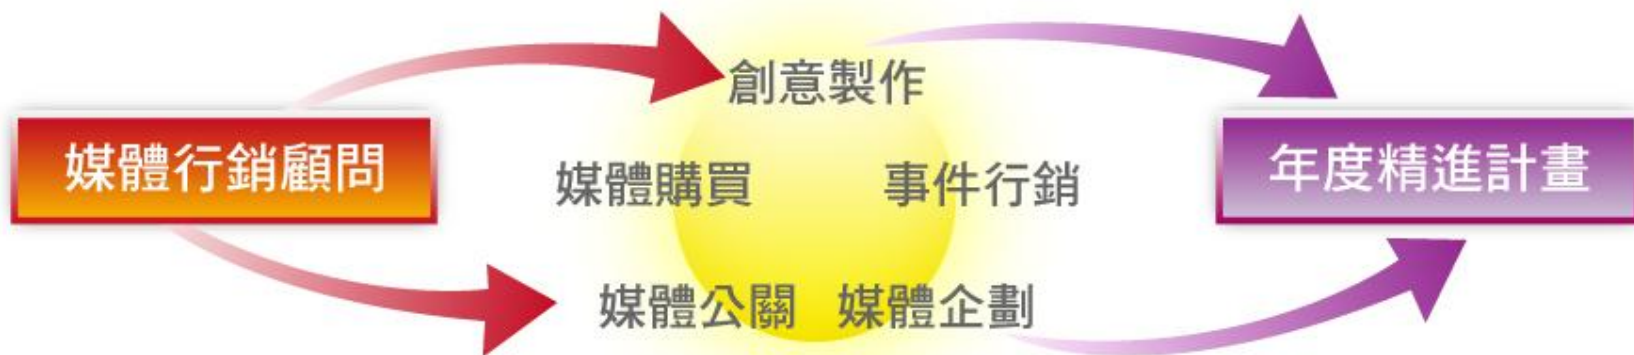 創意製作
媒體行銷顧問
媒體購買
事件行銷
年度精進計畫
媒體公關
媒體企劃